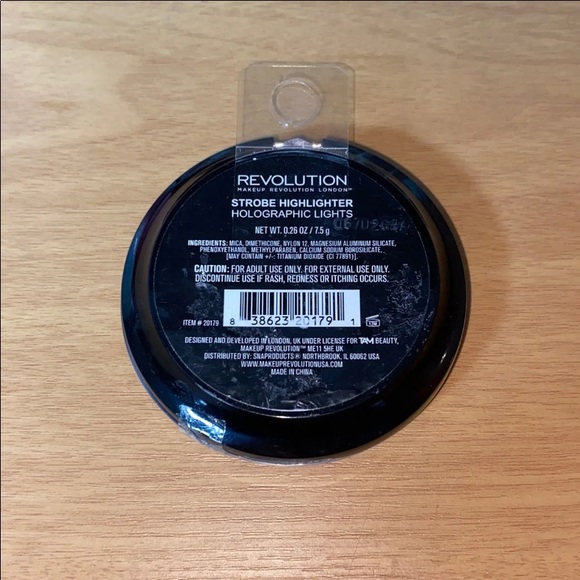 REVOLUTION
MAKEUP REVOLUTION LONDON™
STROBE HIGHLIGHTER
HOLOGRAPHIC LIGHTS
NET WT. 0.26 OZ / 7.5 g
INGREDIENTS: MICA, DIMETHICONE, NYLON 12, MAGNESIUM ALUMINUM SILICATE,
PHENOXYETHANOL, METHYLPARABEN, CALCIUM SODIUM BOROSILICATE.
[MAY CONTAIN +/-: TITANIUM DIOXIDE (CI 77891)].
CAUTION: FOR ADULT USE ONLY. FOR EXTERNAL USE ONLY.
DISCONTINUE USE IF RASH, REDNESS OR ITCHING OCCURS.
ITEM # 20179
8 38623 20179 1
12M
DESIGNED AND DEVELOPED IN LONDON, UK UNDER LICENSE FOR TAM BEAUTY,
MAKEUP REVOLUTION™ ME11 5HE UK
DISTRIBUTED BY: SNAPRODUCTS® NORTHBROOK, IL 60062 USA
WWW.MAKEUPREVOLUTIONUSA.COM
MADE IN CHINA